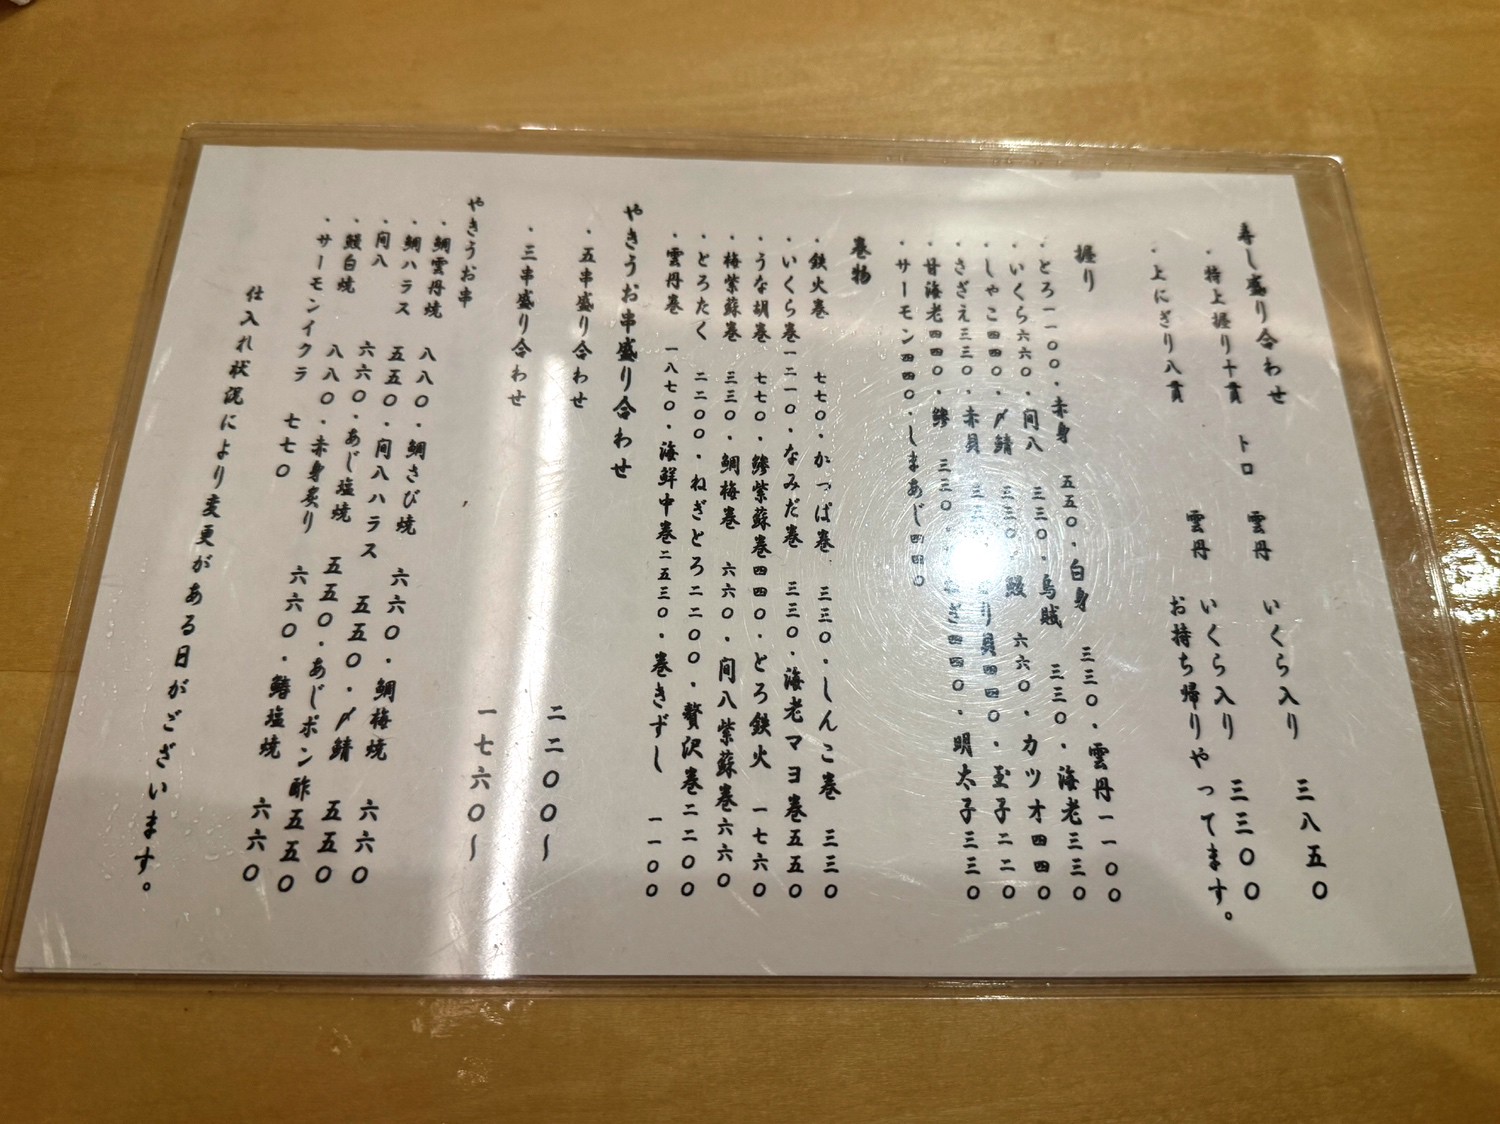 寿し盛り合わせ
・特上握り十貫 トロ 雲丹 いくら入り 三八五〇
・上にぎり八貫 雲丹 いくら入り 三三〇〇
お持ち帰りやってます。
握り
・とろ一一〇〇・赤身 五五〇・白身 三三〇・雲丹一一〇〇
・いくら六六〇・間八 三三〇・烏賊 三三〇・海老三三〇
・しゃこ四四〇・〆鯖 三三〇・鰻 六六〇・カツオ四四〇
・さざえ三三〇・赤貝 貝四四〇・玉子二二〇
・甘海老四四〇・鯵 三三〇 四四〇・明太子三三〇
・サーモン四四〇・しまあじ四四〇
巻物
・鉄火巻 七七〇・かっぱ巻 三三〇・しんこ巻 三三〇
・いくら巻一二一〇・なみだ巻 三三〇・海老マヨ巻五五〇
・うな胡巻 七七〇・鯵紫蘇巻四四〇・とろ鉄火 一七六〇
・梅紫蘇巻 三三〇・鯛梅巻 六六〇・間八紫蘇巻六六〇
・とろたく 二二〇〇・ねぎとろ二二〇〇・贅沢巻二二〇〇
・雲丹巻 一八七〇・海鮮中巻二五三〇・巻きずし 一一〇〇
やきうお串盛り合わせ
・五串盛り合わせ 二二〇〇〜
・三串盛り合わせ 一七六〇〜
やきうお串
・鯛雲丹焼 八八〇・鯛さび焼 六六〇・鯛梅焼 六六〇
・鯛ハラス 五五〇・間八ハラス 五五〇・〆鯖 五五〇
・間八 六六〇・あじ塩焼 五五〇・あじポン酢五五〇
・鰻白焼 八八〇・赤身炙り 六六〇・鰆塩焼 六六〇
・サーモンイクラ 七七〇
仕入れ状況により変更がある日がございます。